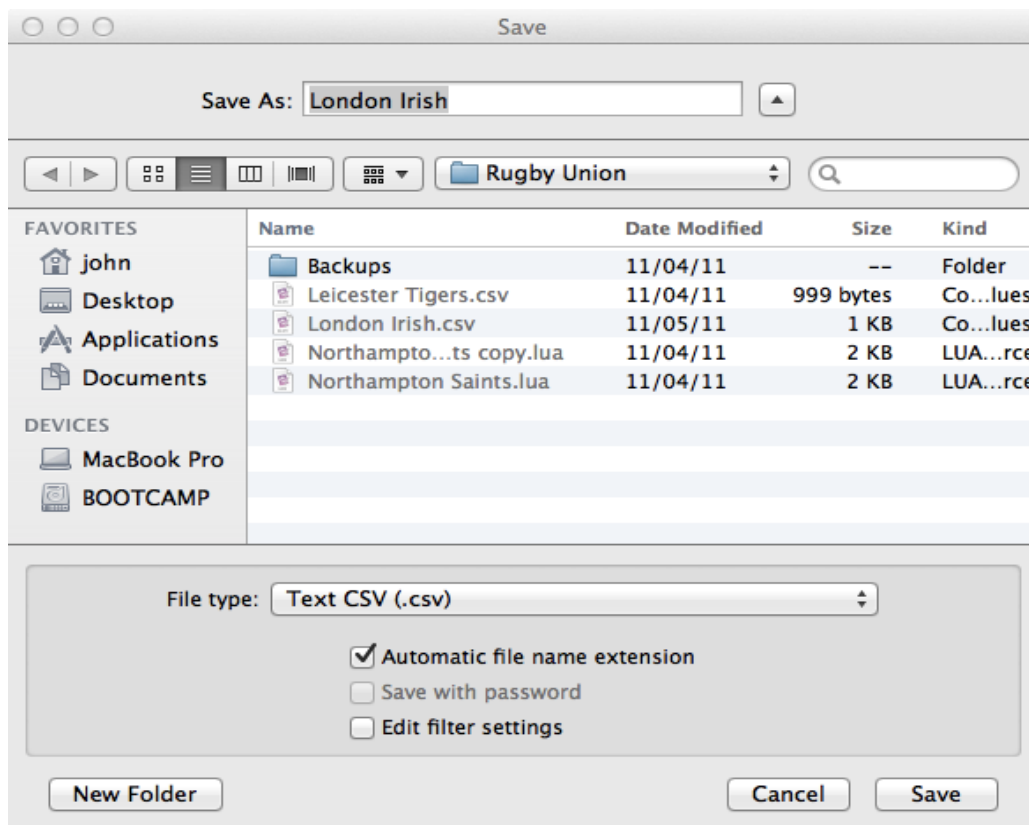 Save
Save As: London Irish
Rugby Union
FAVORITES
john
Desktop
Applications
Documents
DEVICES
MacBook Pro
BOOTCAMP
Name Date Modified Size Kind
Backups 11/04/11 -- Folder
Leicester Tigers.csv 11/04/11 999 bytes Co...lues
London Irish.csv 11/05/11 1 KB Co...lues
Northampto...ts copy.lua 11/04/11 2 KB LUA...rce
Northampton Saints.lua 11/04/11 2 KB LUA...rce
File type: Text CSV (.csv)
Automatic file name extension
Save with password
Edit filter settings
New Folder Cancel Save